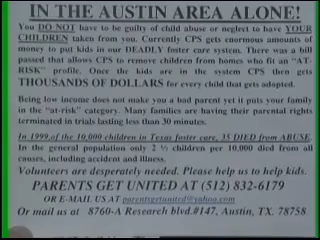 IN THE AUSTIN AREA ALONE!
You DO NOT have to be guilty of child abuse or neglect to have YOUR
CHILDREN taken from you. Currently CPS gets enormous amounts of
money to put kids in our DEADLY foster care system. There was a bill
passed that allows CPS to remove children from homes who fit an "AT-
RISK" profile. Once the kids are in the system CPS then gets
THOUSANDS OF DOLLARS for every child that gets adopted.
Being low income does not make you a bad parent yet it puts your family
in the "at-risk" category. Many families are having their parental rights
terminated in trials lasting less than 30 minutes.
In 1999, of the 10,000 children in Texas foster care, 35 DIED from ABUSE.
In the general population only 2 ½ children per 10,000 died from all
causes, including accident and illness.
Volunteers are desperately needed. Please help us to help kids.
PARENTS GET UNITED AT (512) 832-6179
OR E-MAIL US AT parentsgetunited@yahoo.com
Or mail us at 8760-A Research blvd.#147, Austin, TX. 78758